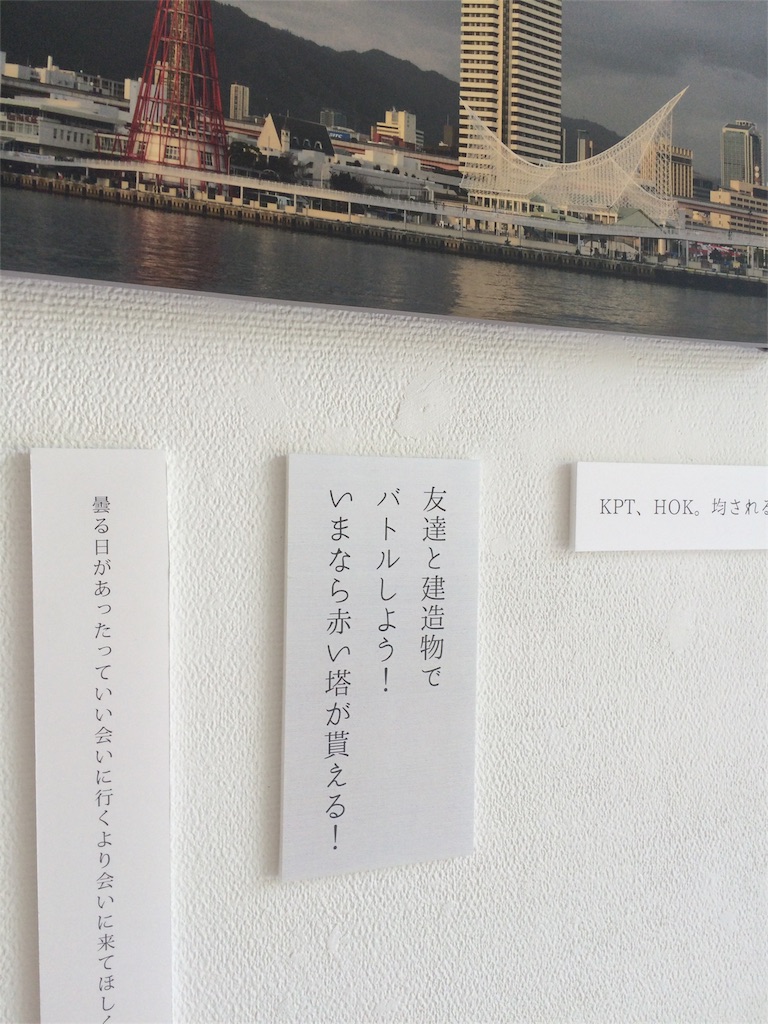 KPT、HOK。均される
友達と建造物で
バトルしよう！
いまなら赤い塔が貰える！
曇る日があったっていい会いに行くより会いに来てほしく